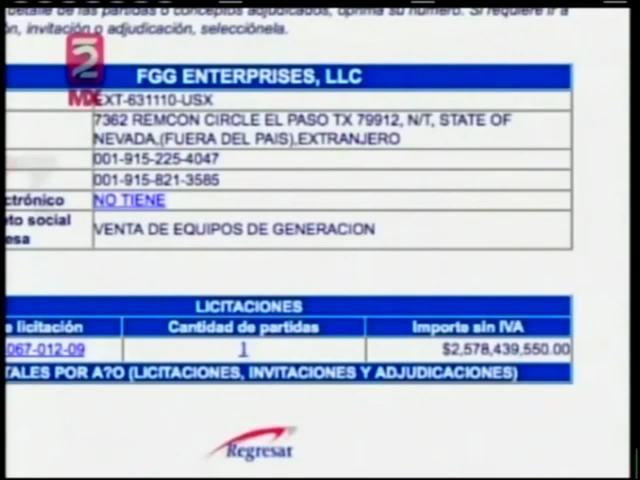 detalle de las partidas o conceptos adjudicados, oprima su número. Si requiere ir a
ón, invitación o adjudicación, selecciónela.
2
MX
FGG ENTERPRISES, LLC
EXT-631110-USX
7362 REMCON CIRCLE EL PASO TX 79912, N/T, STATE OF
NEVADA,(FUERA DEL PAIS),EXTRANJERO
001-915-225-4047
001-915-821-3585
ctrónico NO TIENE
to social
esa
VENTA DE EQUIPOS DE GENERACION
LICITACIONES
e licitación Cantidad de partidas Importe sin IVA
067-012-09 1 $2,578,439,550.00
TALES POR A?O (LICITACIONES, INVITACIONES Y ADJUDICACIONES)
Regresar